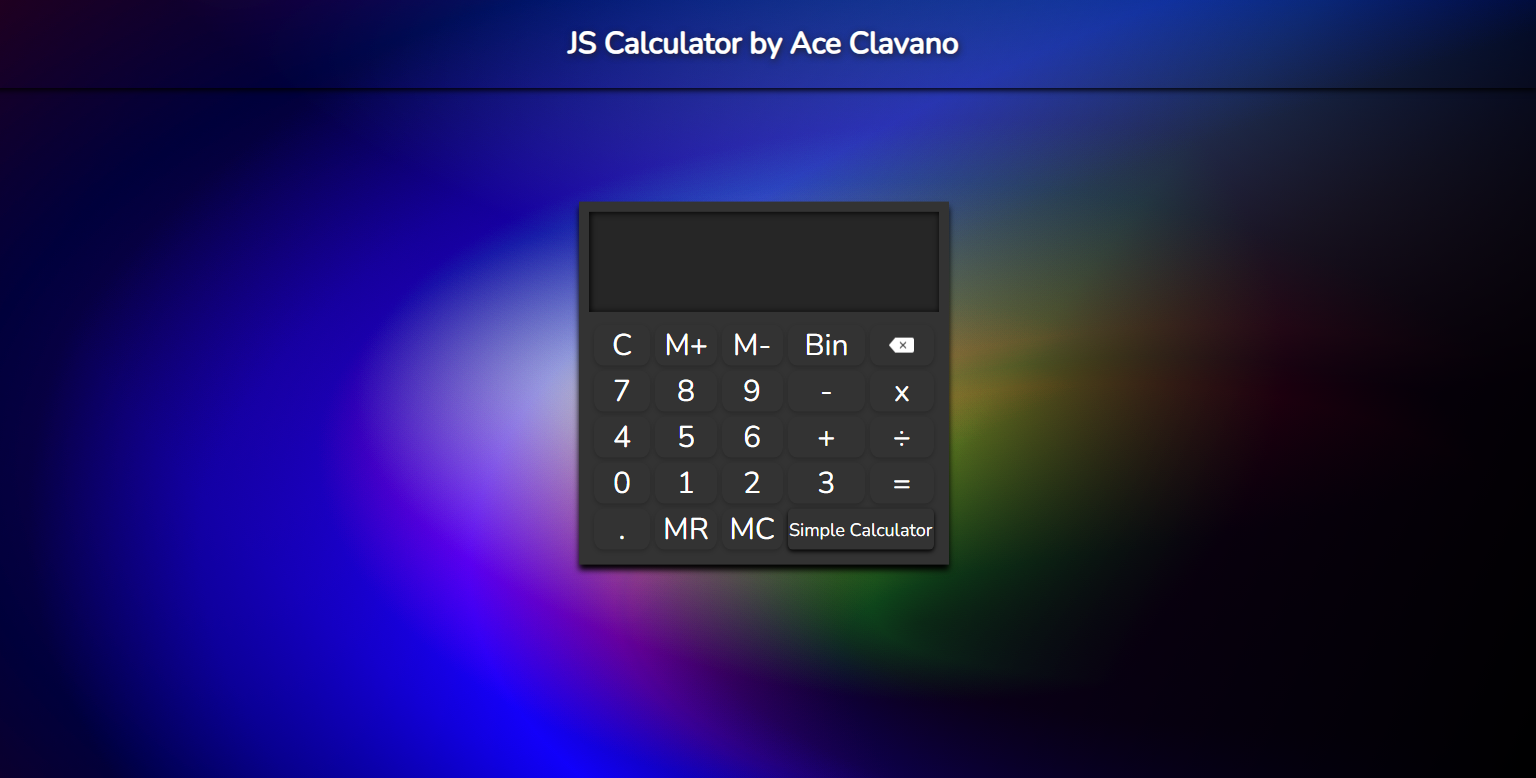 JS Calculator by Ace Clavano
C M+ M- Bin
7 8 9 - x
4 5 6 + ÷
0 1 2 3 =
. MR MC Simple Calculator